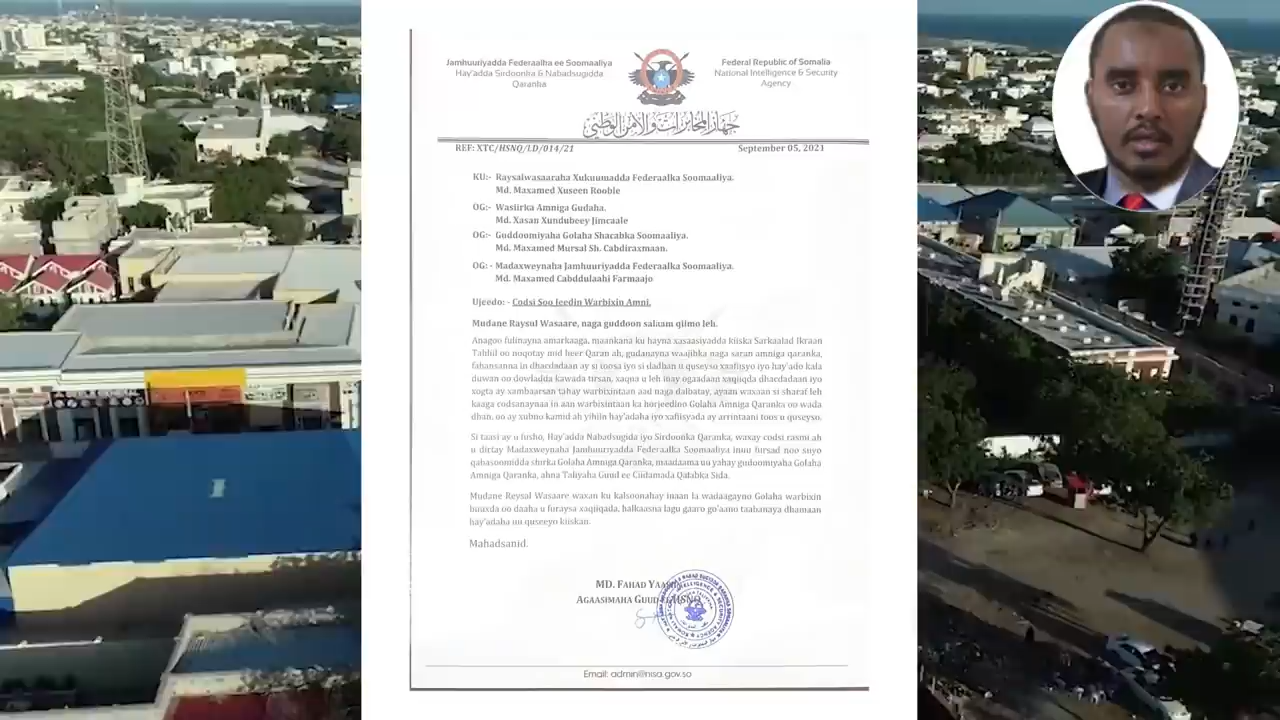 Jamhuuriyadda Federaalha ee Soomaaliya
Hay'adda Sirdoonka & Nabadsugidda
Qaranka
Federal Republic of Somalia
National Intelligence & Security
Agency
جهاز المخابرات والأمن الوطني
REF: XTC/HSNQ/LD/014/21
September 05, 2021
KU:- Raysalwasaaraha Xukuumadda Federaalka Soomaaliya.
Md. Maxamed Xuseen Rooble
OG:- Wasiirka Amniga Gudaha.
Md. Xasan Xundubeey Jimcaale
OG:- Guddoomiyaha Golaha Shacabka Soomaaliya.
Md. Maxamed Mursal Sh. Cabdiraxmaan.
OG: - Madaxweynaha Jamhuuriyadda Federaalka Soomaaliya.
Md. Maxamed Cabddulaahi Farmaajo
Ujeedo: - Codsi Soo Jeedin Warbixin Amni.
Mudane Raysul Wasaare, naga guddoon salaam qiimo leh.
Anagoo fulinayna amarkaaga, maankana ku hayna xasaasiyadda kiiska Sarkaalad Ikraan
Tahliil oo noqotay mid heer Qaran ah, gudanayna waajibka naga saran amniga qaranka,
fahansanna in dhacdadaan ay si toosa iyo si dadban u quseyso xaafiisyo iyo hay'ado kala
duwan oo dowladda kawada tirsan, xaquna u leh inay ogaadaan xaqiiqda dhacdadaan iyo
xogta ay xambaarsan tahay warbixintaan aad naga dalbatay, ayaan waxaan si sharaf leh
kaaga codsanaynaa in aan warbixintaan ka horjeedino Golaha Amniga Qaranka oo wada
dhan, oo ay xubno kamid ah yihiin hay'adaha iyo xafiisyada ay arrintaani toos u quseyso.
Si taasi ay u fusho, Hay'adda Nabadsugida iyo Sirdoonka Qaranka, waxay codsi rasmi ah
u dirtay Madaxweynaha Jamhuuriyadda Federaalka Soomaaliya inuu fursad noo suyo
qabasoomidda shirka Golaha Amniga Qaranka, maadaama uu yahay gudoomiyaha Golaha
Amniga Qaranka, ahna Taliyaha Guud ee Ciidamada Qalabka Sida.
Mudane Reysal Wasaare waxan ku kalsoonahay inaan la wadaagayno Golaha warbixin
buuxda oo daaha u furaysa xaqiiqada, halkaasna lagu gaaro go'aano taabanaya dhamaan
hay'adaha uu quseeyo kiiskan.
Mahadsanid.
MD. FAHAD YAASIN
AGAASIMAHA GUUD EE HSNQ
Email: admin@nisa.gov.so